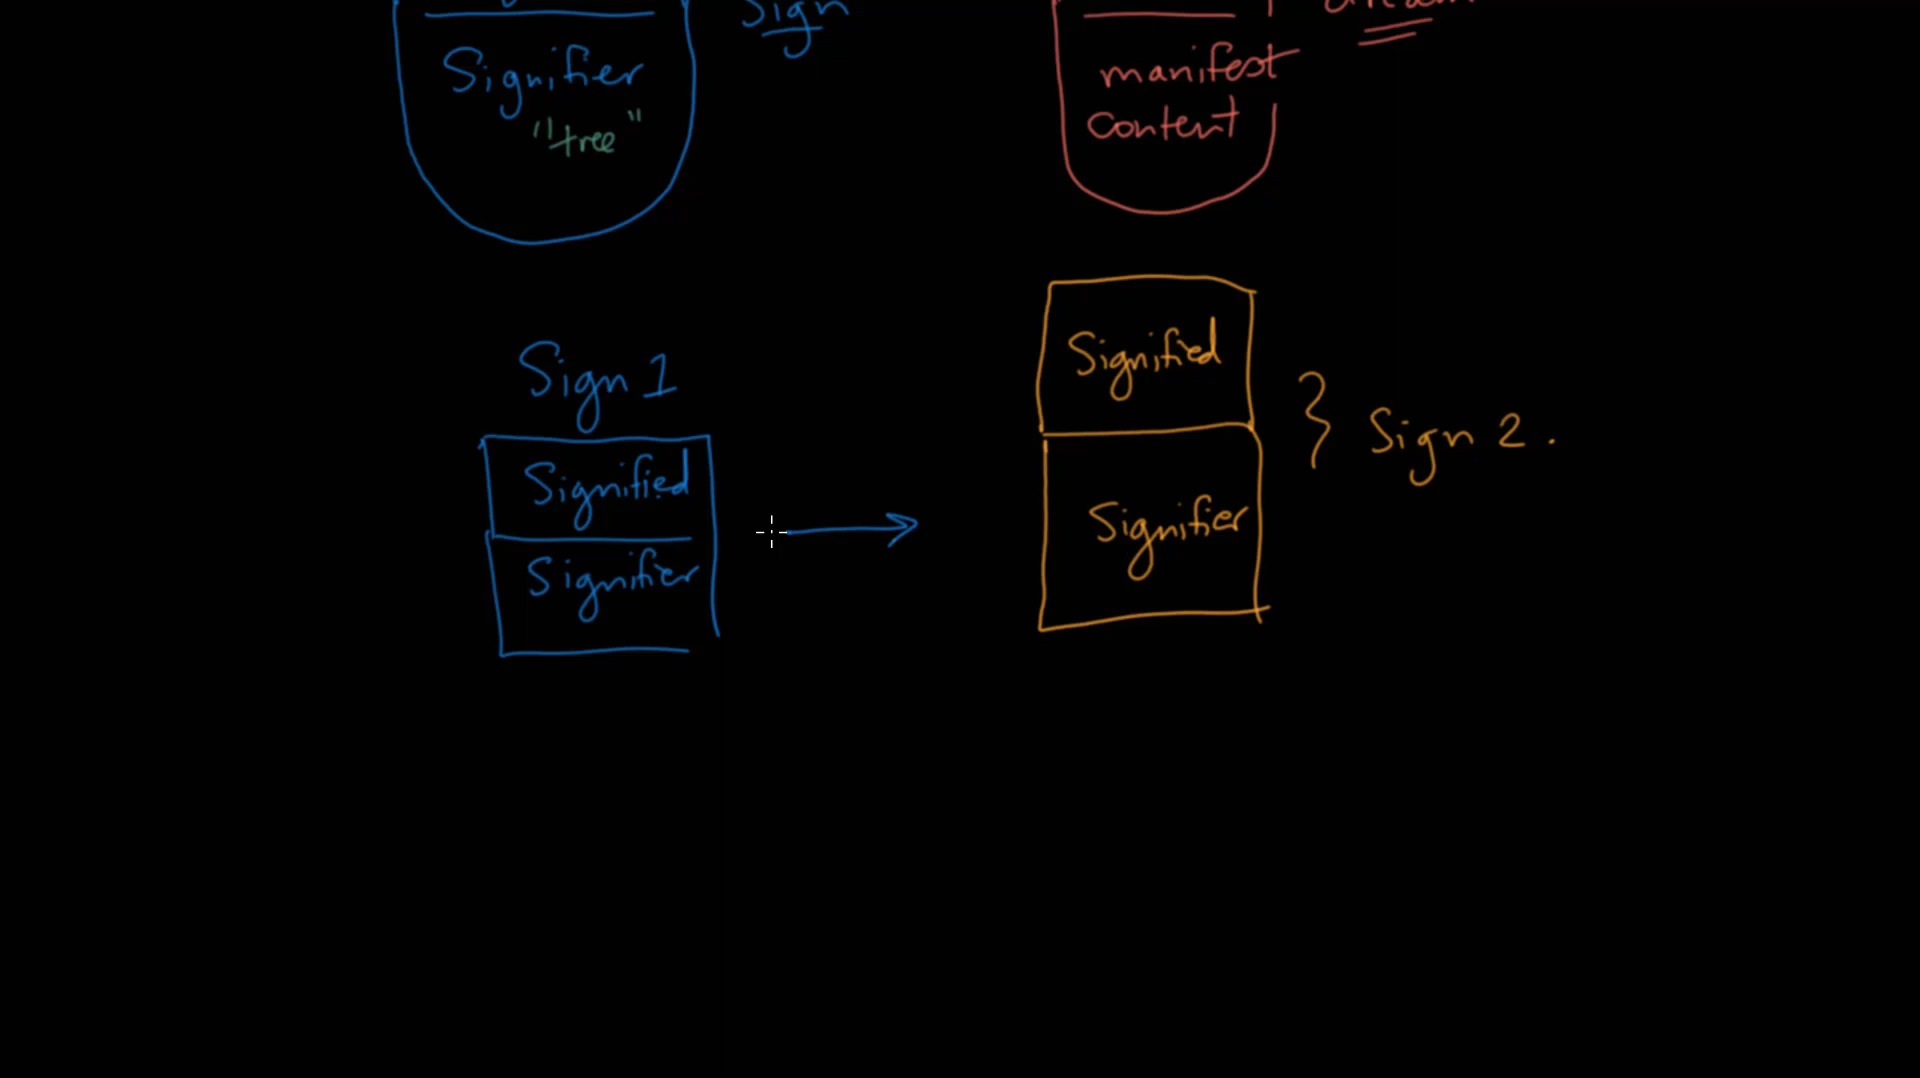 Sign
Signifier
"tree"
manifest
content
Sign 1
Signified
Signifier
Signified
Signifier
Sign 2.